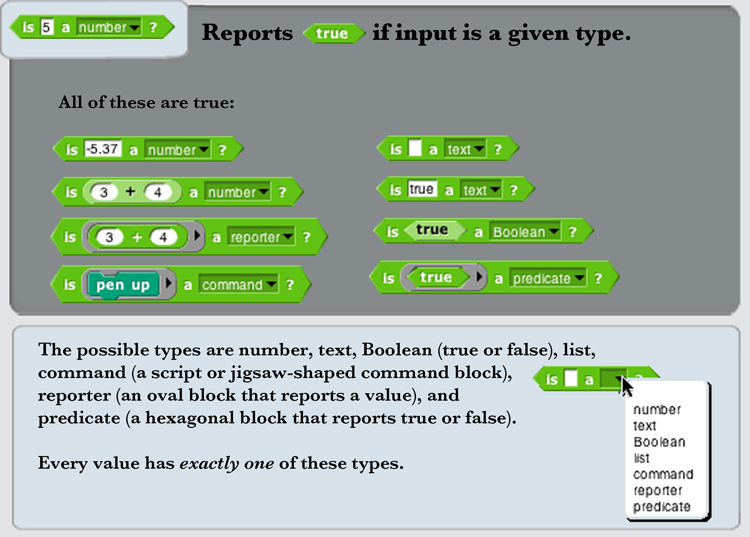 is 5 a number ?
Reports true if input is a given type.
All of these are true:
is -5.37 a number ?
is a text ?
is 3 + 4 a number ?
is true a text ?
is 3 + 4 a reporter ?
is true a Boolean ?
is pen up a command ?
is true a predicate ?
The possible types are number, text, Boolean (true or false), list,
command (a script or jigsaw-shaped command block),
reporter (an oval block that reports a value), and
predicate (a hexagonal block that reports true or false).
Every value has exactly one of these types.
is a ?
number
text
Boolean
list
command
reporter
predicate